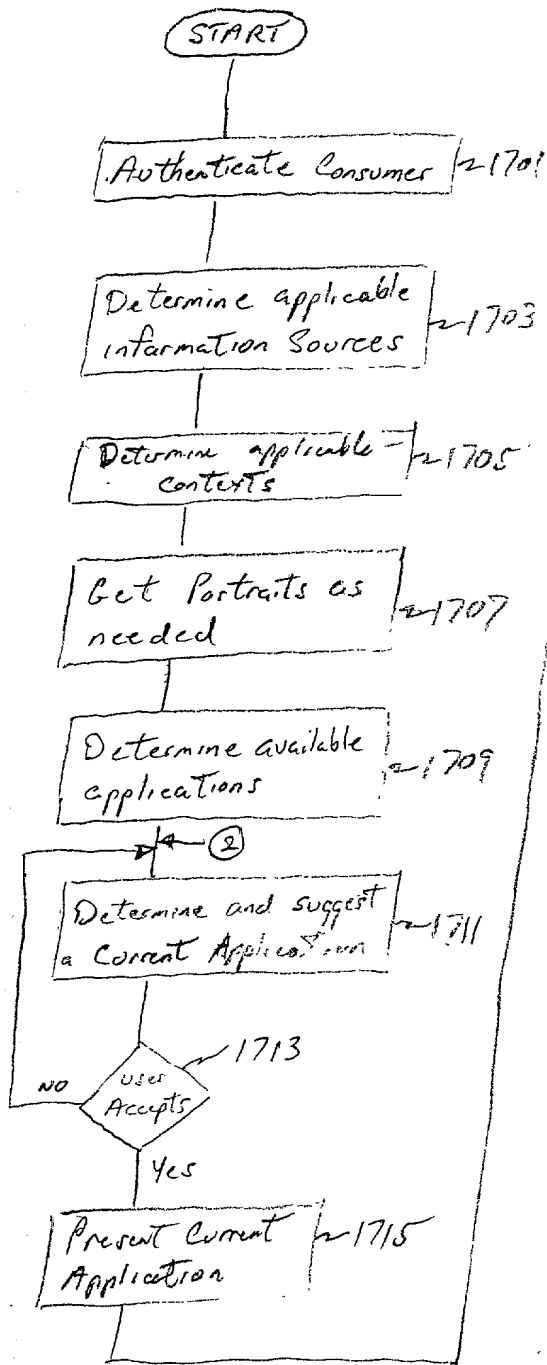 START
Authenticate Consumer 1701
Determine applicable
information Sources 1703
Determine applicable
contexts 1705
Get Portraits as
needed 1707
Determine available
applications 1709
2
Determine and suggest
a Current Application 1711
1713
NO
user
Accepts
Yes
Present Current
Application 1715